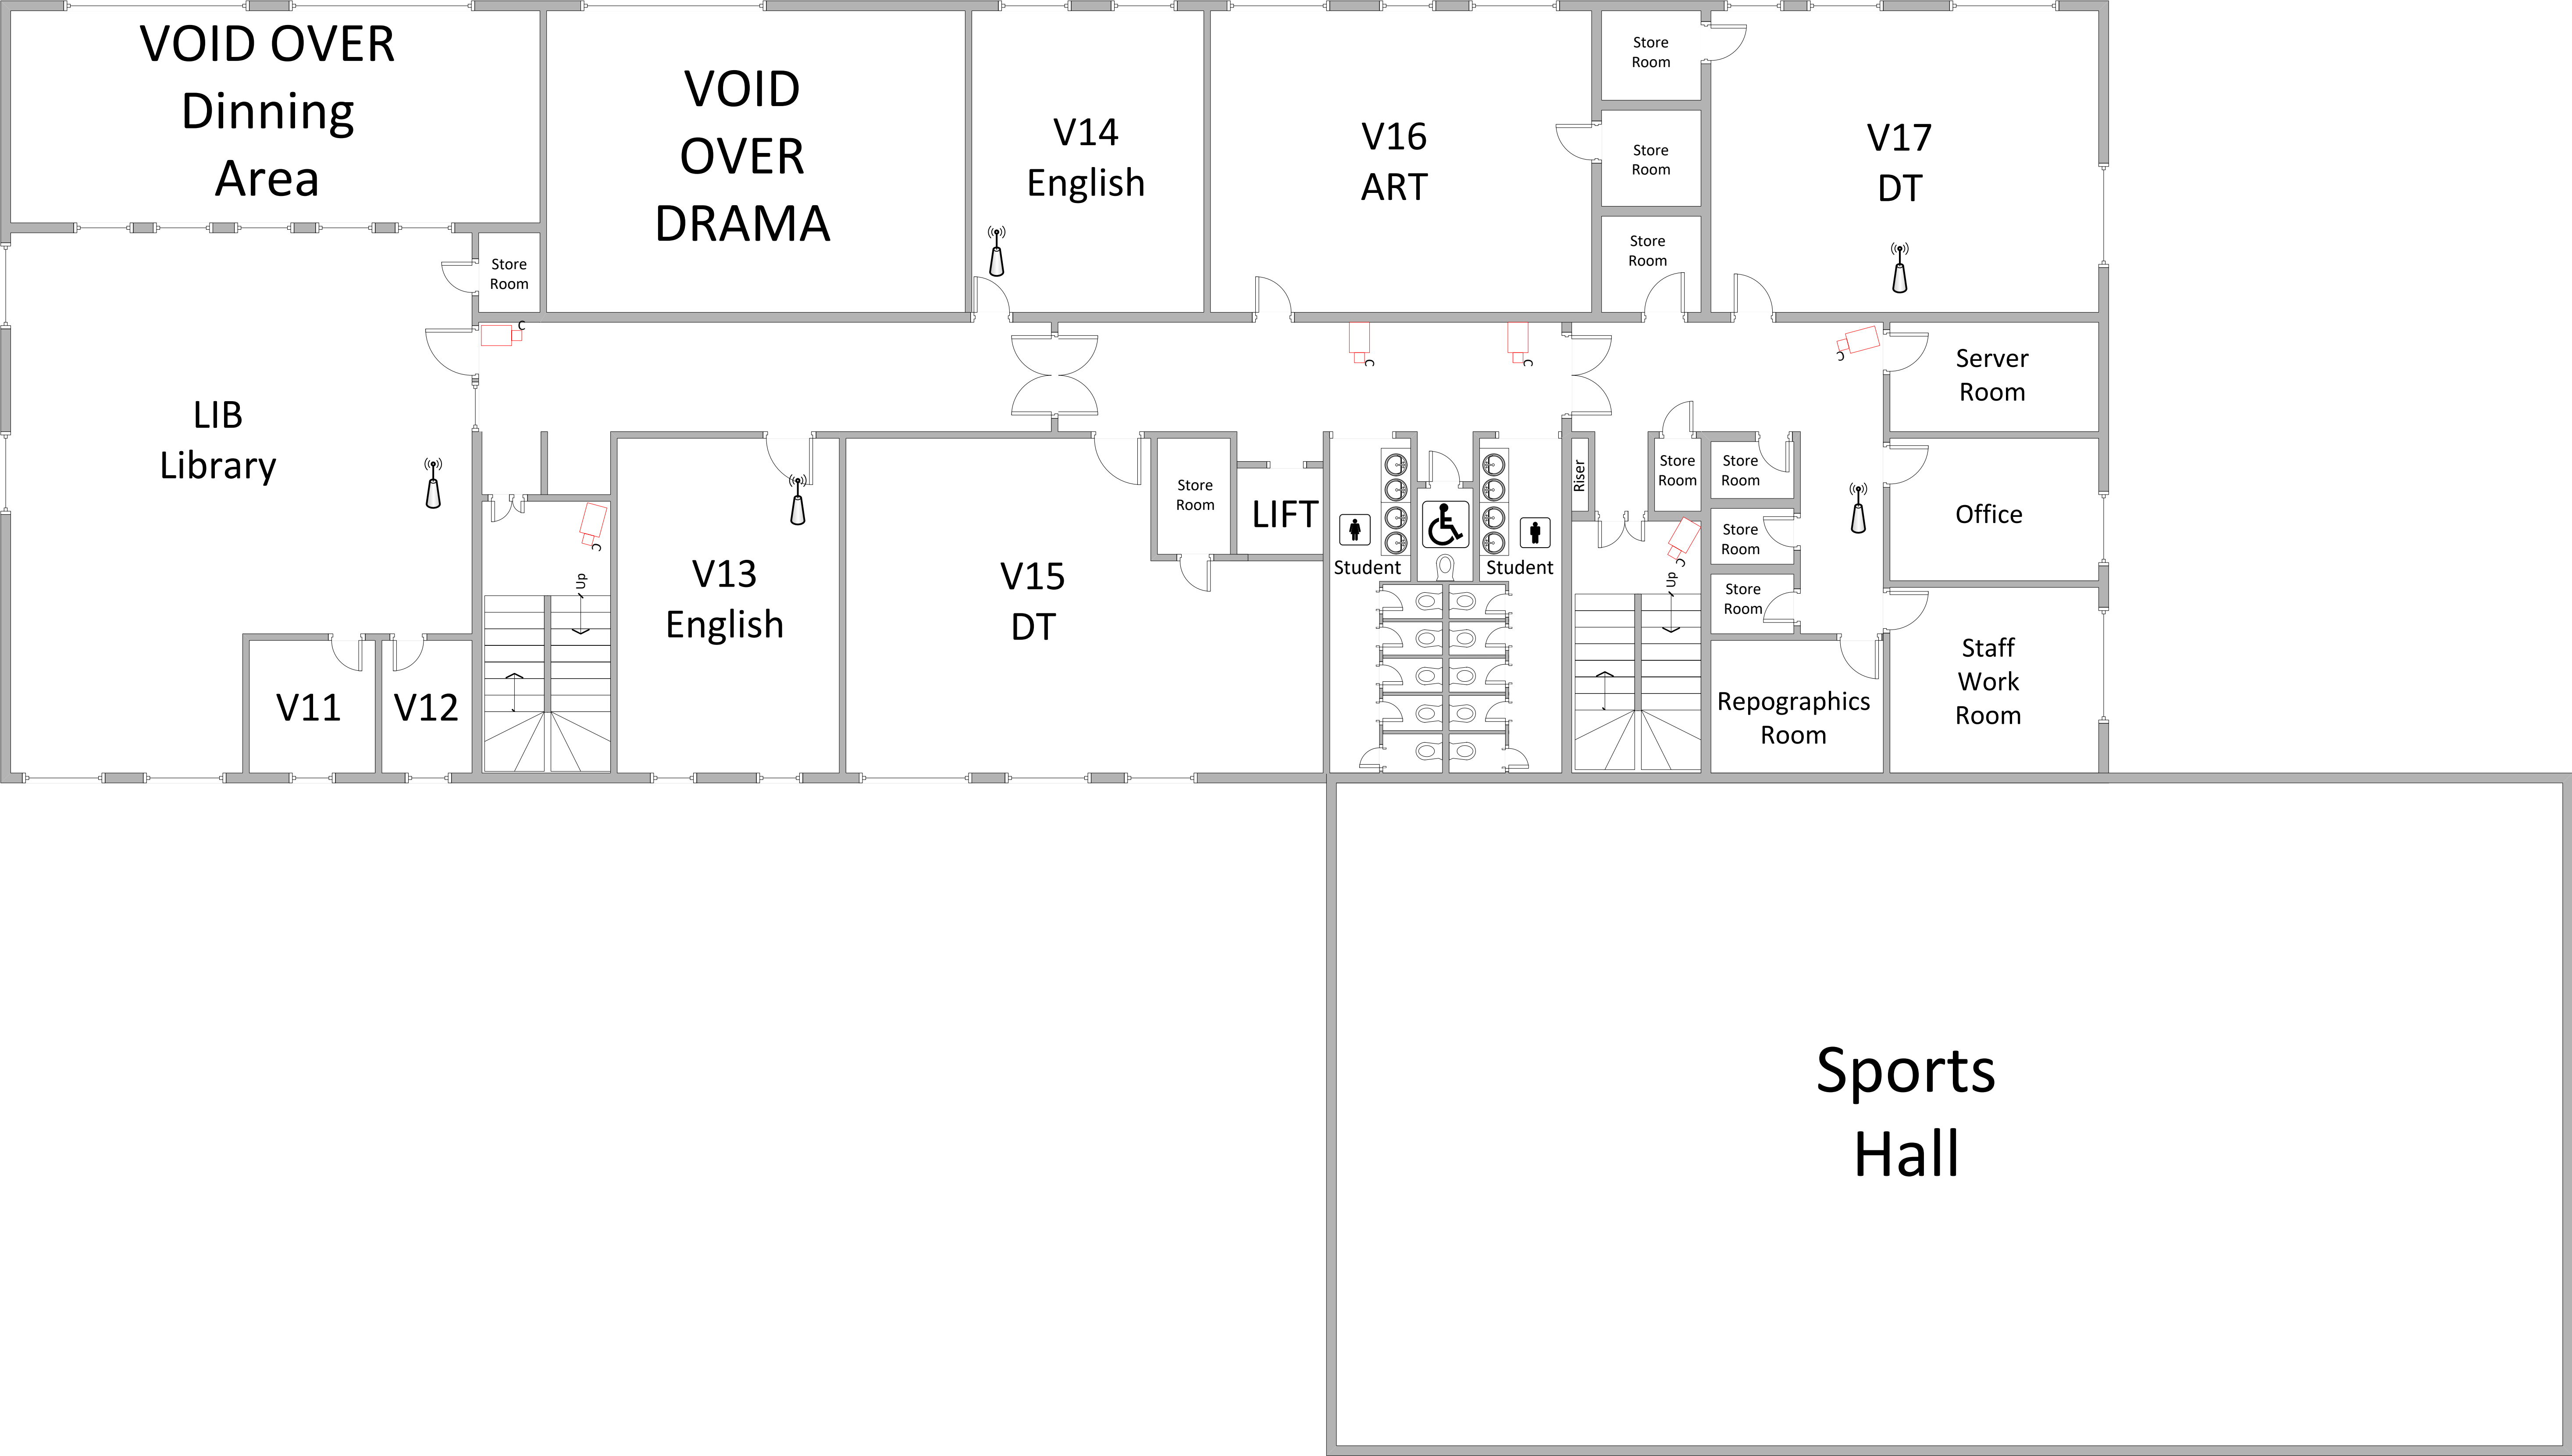 VOID OVER
Dinning
Area
VOID
OVER
DRAMA
V14
English
V16
ART
Store
Room
Store
Room
Store
Room
V17
DT
Store
Room
C
C
C
C
Server
Room
LIB
Library
Store
Room
LIFT
Riser
Store
Room
Store
Room
Office
C
Up
V13
English
V15
DT
Student
Student
C
Up
Store
Room
Store
Room
V11
V12
Repographics
Room
Staff
Work
Room
Sports
Hall